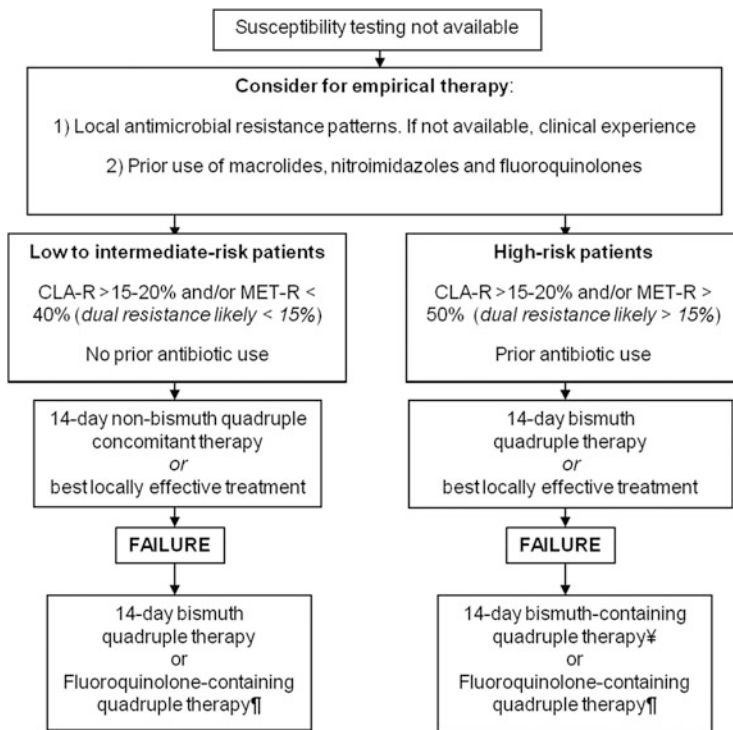 Susceptibility testing not available
Consider for empirical therapy:
1) Local antimicrobial resistance patterns. If not available, clinical experience
2) Prior use of macrolides, nitroimidazoles and fluoroquinolones
Low to intermediate-risk patients
CLA-R >15-20% and/or MET-R <
40% (dual resistance likely < 15%)
No prior antibiotic use
High-risk patients
CLA-R >15-20% and/or MET-R >
50% (dual resistance likely > 15%)
Prior antibiotic use
14-day non-bismuth quadruple
concomitant therapy
or
best locally effective treatment
14-day bismuth
quadruple therapy
or
best locally effective treatment
FAILURE
FAILURE
14-day bismuth
quadruple therapy
or
Fluoroquinolone-containing
quadruple therapy¶
14-day bismuth-containing
quadruple therapy¥
or
Fluoroquinolone-containing
quadruple therapy¶